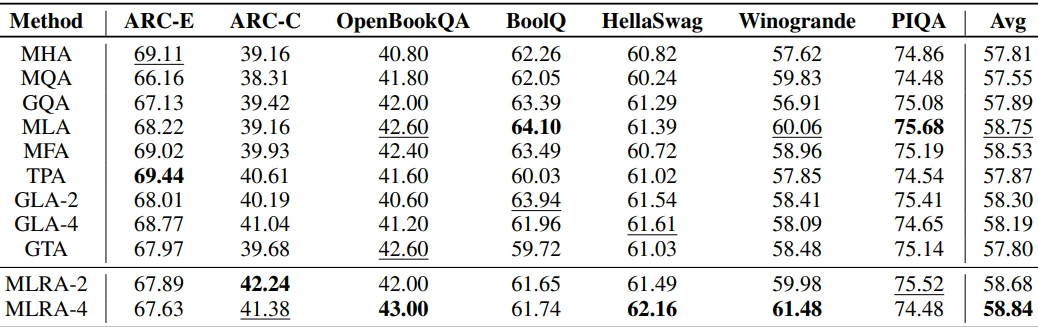 Method ARC-E ARC-C OpenBookQA BoolQ HellaSwag Winogrande PIQA Avg
MHA 69.11 39.16 40.80 62.26 60.82 57.62 74.86 57.81
MQA 66.16 38.31 41.80 62.05 60.24 59.83 74.48 57.55
GQA 67.13 39.42 42.00 63.39 61.29 56.91 75.08 57.89
MLA 68.22 39.16 42.60 64.10 61.39 60.06 75.68 58.75
MFA 69.02 39.93 42.40 63.49 60.72 58.96 75.19 58.53
TPA 69.44 40.61 41.60 60.03 61.02 57.85 74.54 57.87
GLA-2 68.01 40.19 40.60 63.94 61.54 58.41 75.41 58.30
GLA-4 68.77 41.04 41.20 61.96 61.61 58.09 74.65 58.19
GTA 67.97 39.68 42.60 59.72 61.03 58.48 75.14 57.80
MLRA-2 67.89 42.24 42.00 61.65 61.49 59.98 75.52 58.68
MLRA-4 67.63 41.38 43.00 61.74 62.16 61.48 74.48 58.84